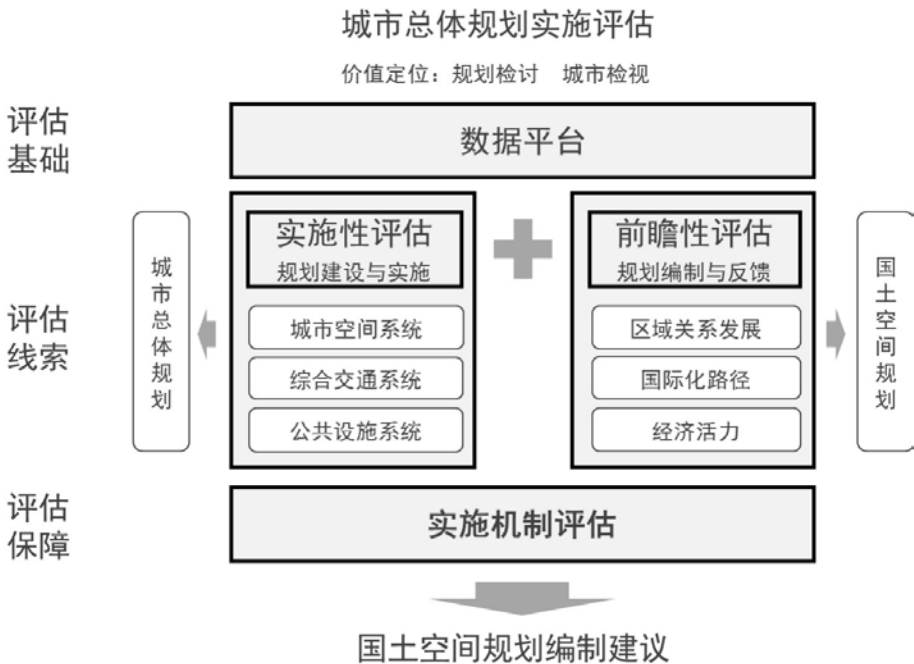 城市总体规划实施评估
价值定位：规划检讨 城市检视
评估
基础
数据平台
评估
线索
城市总体规划
实施性评估
规划建设与实施
城市空间系统
综合交通系统
公共设施系统
前瞻性评估
规划编制与反馈
区域关系发展
国际化路径
经济活力
国土空间规划
评估
保障
实施机制评估
国土空间规划编制建议